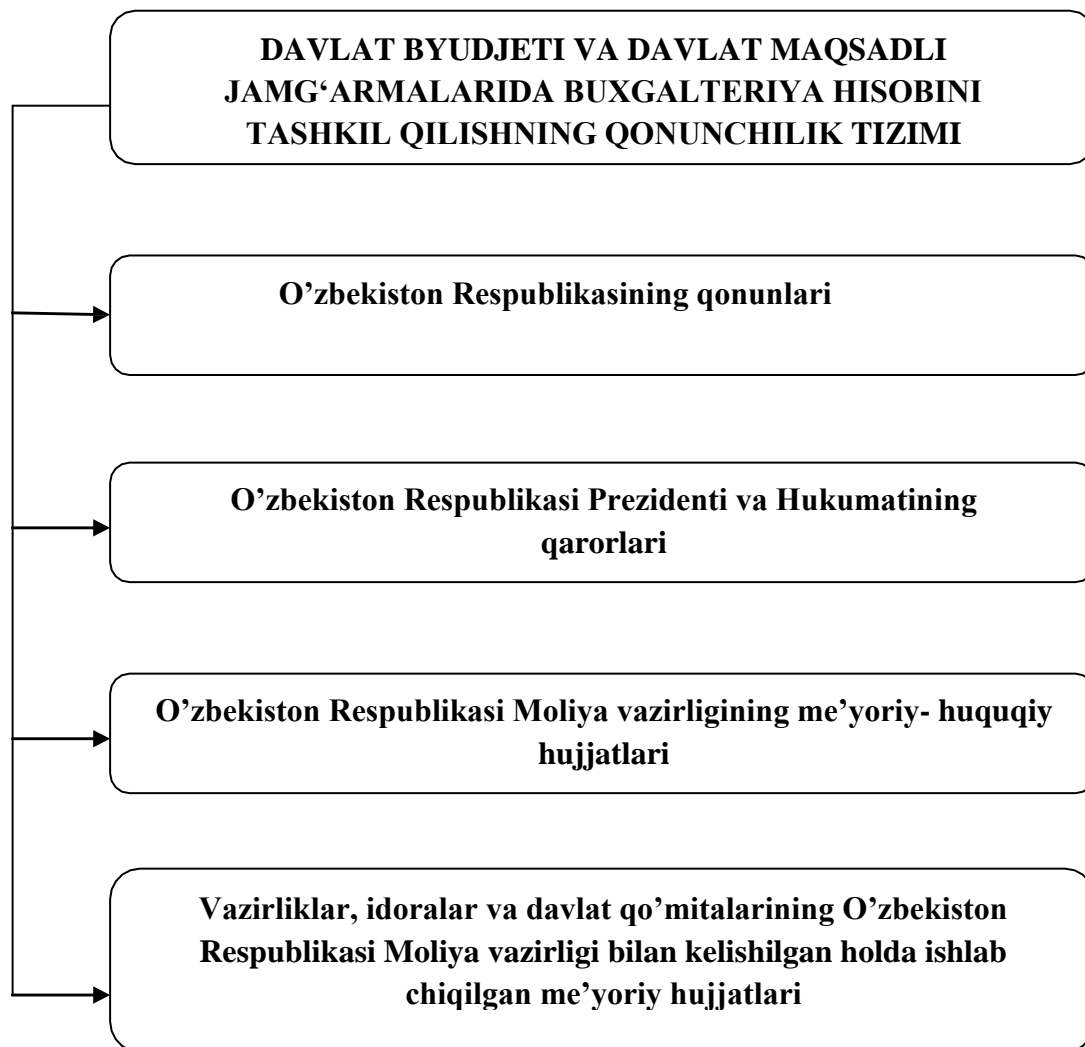 DAVLAT BYUDJETI VA DAVLAT MAQSADLI
JAMG‘ARMALARIDA BUXGALTERIYA HISOBINI
TASHKIL QILISHNING QONUNCHILIK TIZIMI
O’zbekiston Respublikasining qonunlari
O’zbekiston Respublikasi Prezidenti va Hukumatining
qarorlari
O’zbekiston Respublikasi Moliya vazirligining me’yoriy- huquqiy
hujjatlari
Vazirliklar, idoralar va davlat qo’mitalarining O’zbekiston
Respublikasi Moliya vazirligi bilan kelishilgan holda ishlab
chiqilgan me’yoriy hujjatlari